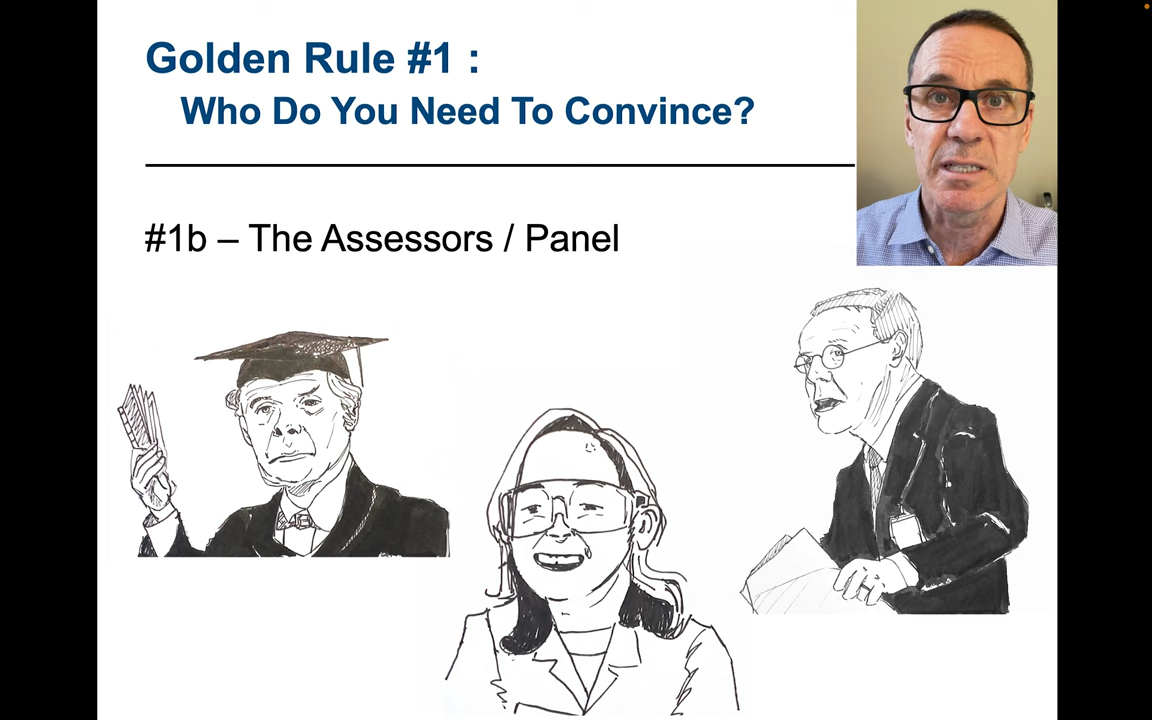 Golden Rule #1 :
Who Do You Need To Convince?
#1b – The Assessors / Panel